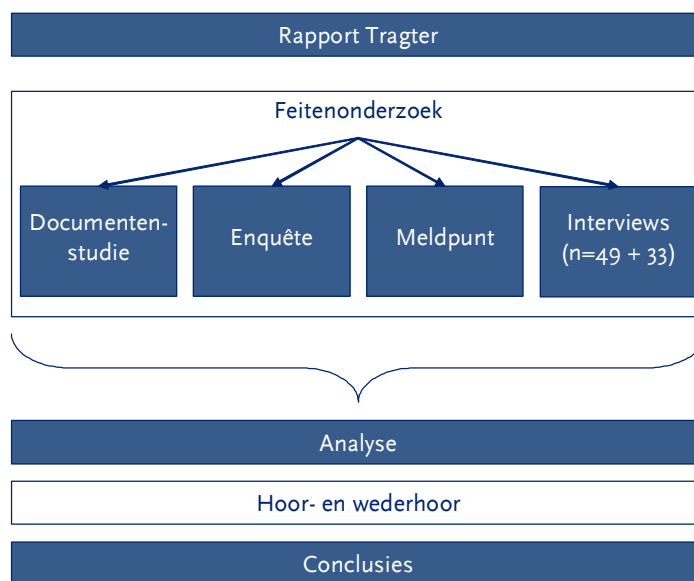 Rapport Tragter
Feitenonderzoek
Documenten-
studie
Enquête
Meldpunt
Interviews
(n=49 + 33)
Analyse
Hoor- en wederhoor
Conclusies